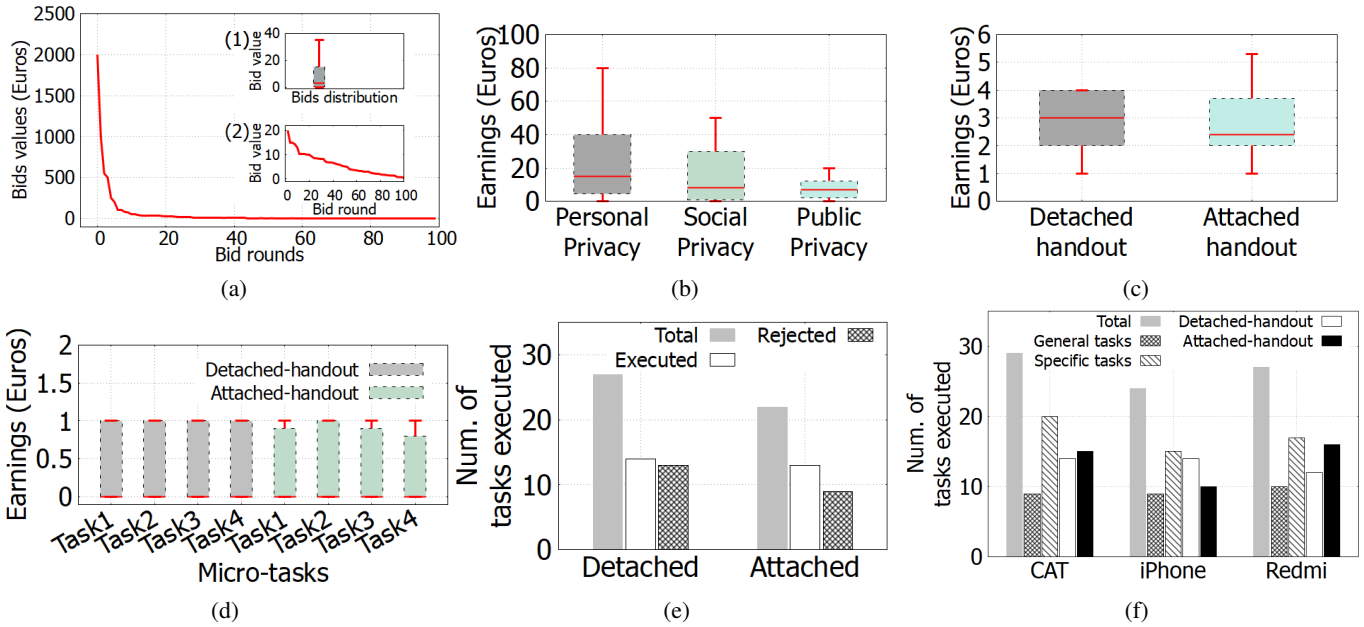 2500
2000
1500
1000
500
0
Bids values (Euros)
0 20 40 60 80 100
Bid rounds
(1)
40
20
0
Bid value
Bids distribution
(2)
20
10
0
Bid value
0 20 40 60 80 100
Bid round
(a)
100
80
60
40
20
0
Earnings (Euros)
Personal Privacy
Social Privacy
Public Privacy
(b)
6
5
4
3
2
1
0
Earnings (Euros)
Detached handout
Attached handout
(c)
2
1.5
1
0.5
0
Earnings (Euros)
Detached-handout
Attached-handout
Task1 Task2 Task3 Task4 Task1 Task2 Task3 Task4
Micro-tasks
(d)
30
20
10
0
Num. of
tasks executed
Total
Rejected
Executed
Detached Attached
(e)
30
20
10
0
Num. of
tasks executed
Total
Detached-handout
General tasks
Attached-handout
Specific tasks
CAT iPhone Redmi
(f)